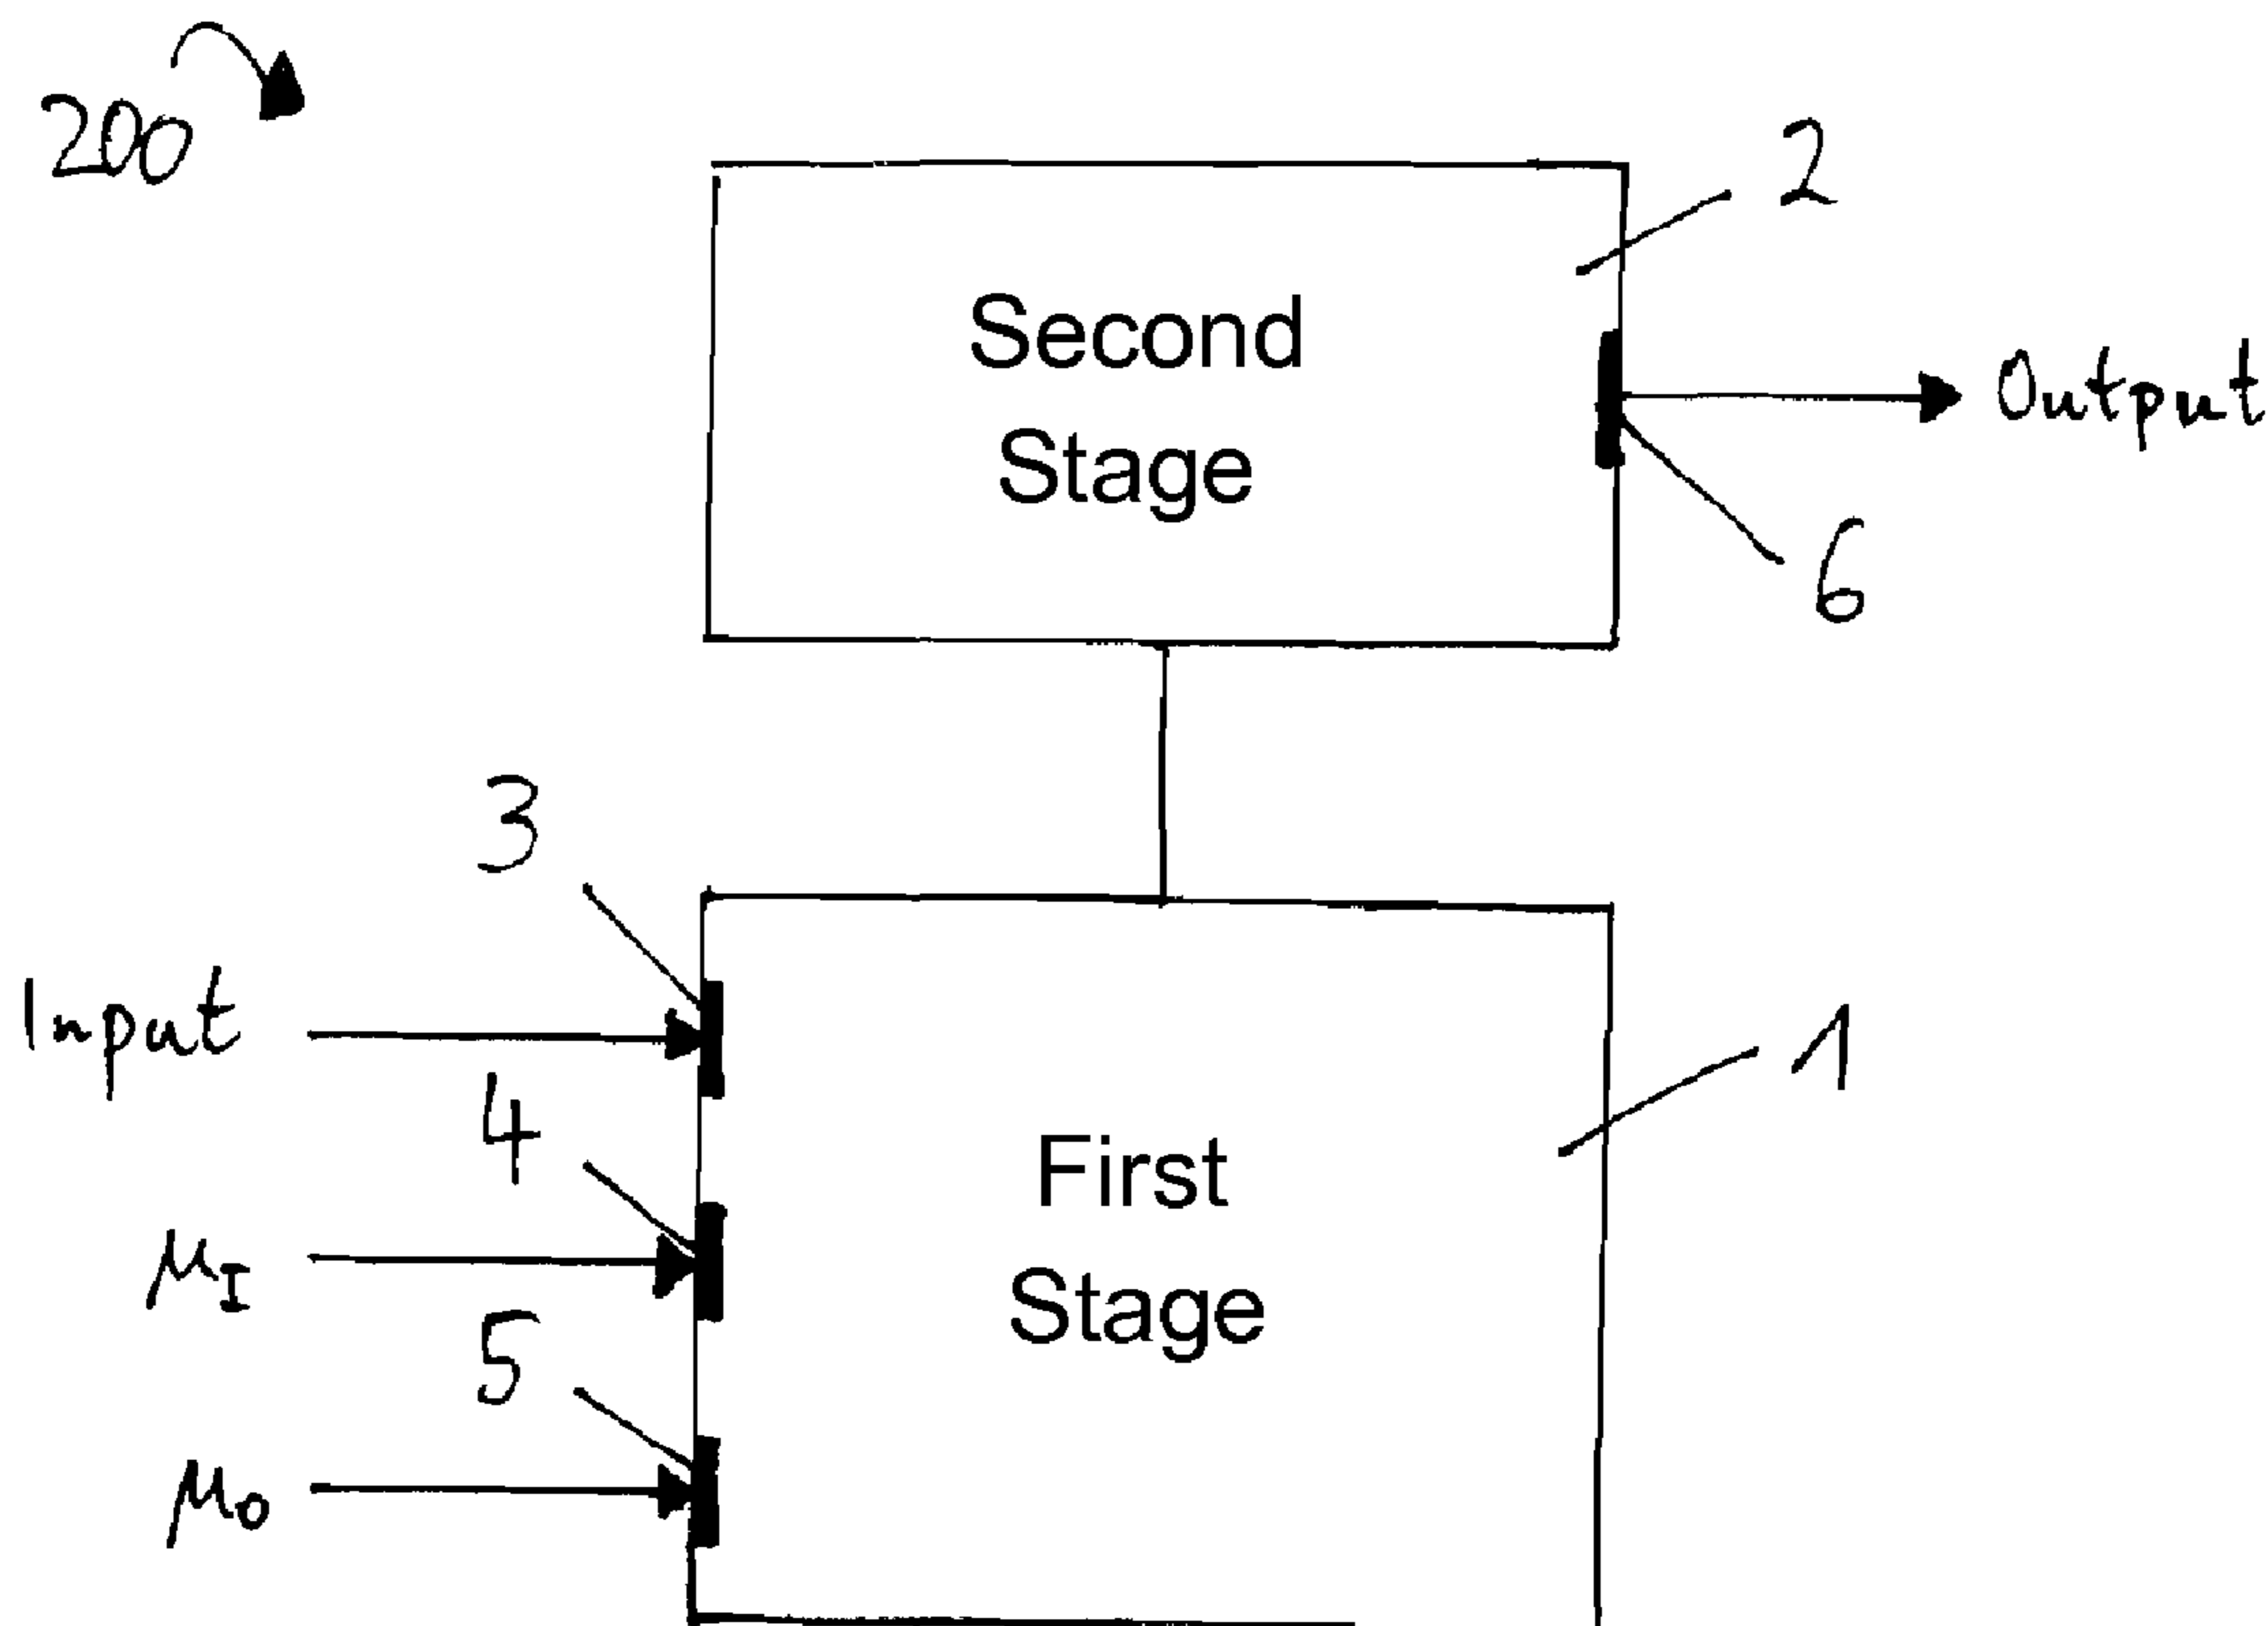 200
2
Second
Stage
Output
6
3
Input
1
4
First
μI
Stage
5
μo